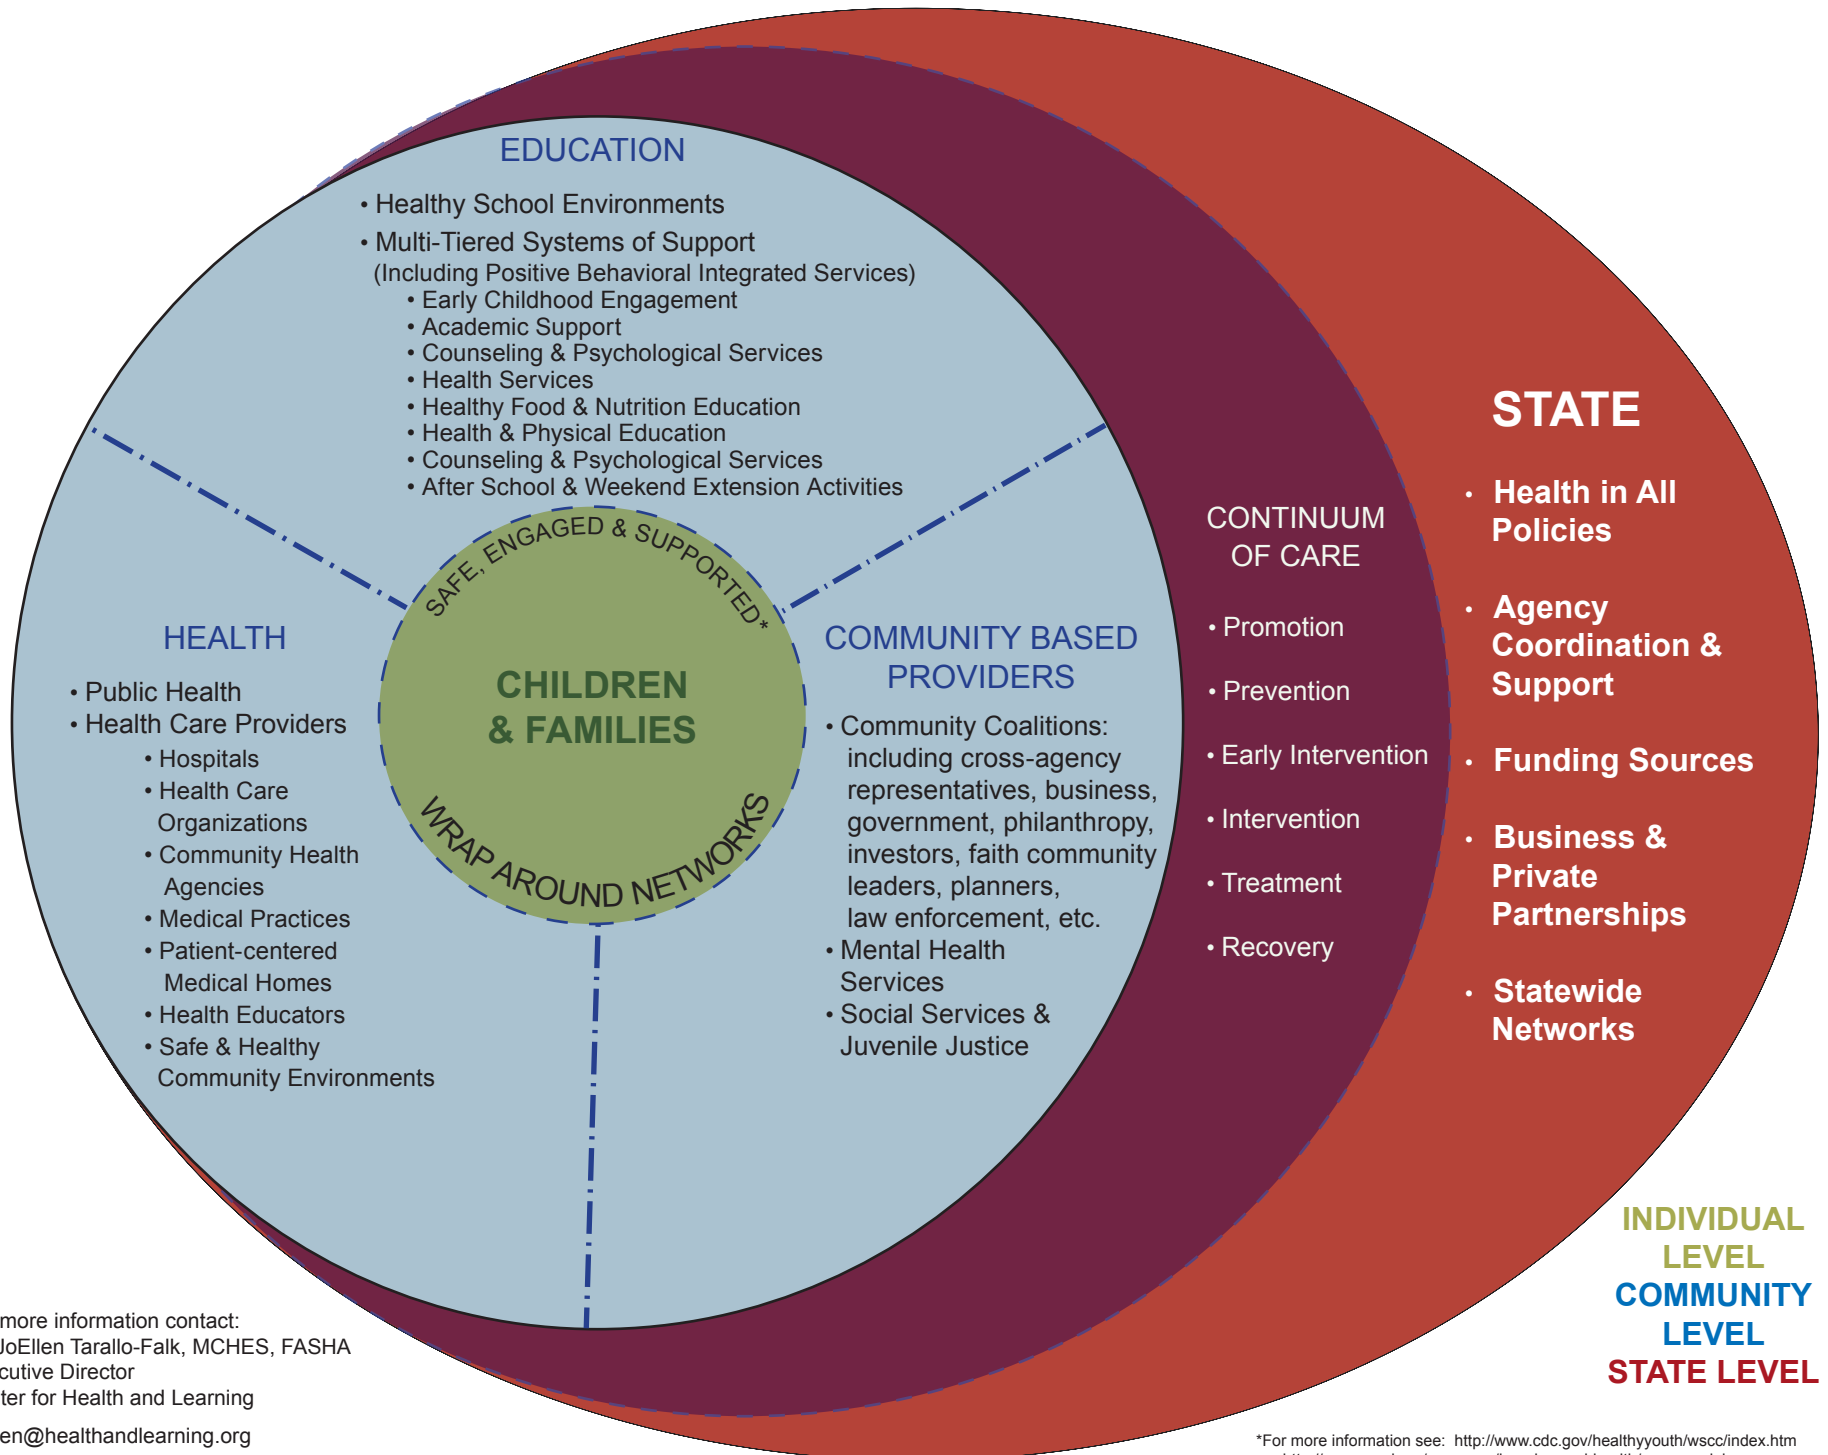 EDUCATION
• Healthy School Environments
• Multi-Tiered Systems of Support
(Including Positive Behavioral Integrated Services)
• Early Childhood Engagement
• Academic Support
• Counseling & Psychological Services
• Health Services
• Healthy Food & Nutrition Education
• Health & Physical Education
• Counseling & Psychological Services
• After School & Weekend Extension Activities
SAFE, ENGAGED & SUPPORTED*
CHILDREN
& FAMILIES
WRAP AROUND NETWORKS
HEALTH
• Public Health
• Health Care Providers
• Hospitals
• Health Care
Organizations
• Community Health
Agencies
• Medical Practices
• Patient-centered
Medical Homes
• Health Educators
• Safe & Healthy
Community Environments
COMMUNITY BASED
PROVIDERS
• Community Coalitions:
including cross-agency
representatives, business,
government, philanthropy,
investors, faith community
leaders, planners,
law enforcement, etc.
• Mental Health
Services
• Social Services &
Juvenile Justice
CONTINUUM
OF CARE
• Promotion
• Prevention
• Early Intervention
• Intervention
• Treatment
• Recovery
STATE
• Health in All
Policies
• Agency
Coordination &
Support
• Funding Sources
• Business &
Private
Partnerships
• Statewide
Networks
INDIVIDUAL
LEVEL
COMMUNITY
LEVEL
STATE LEVEL
more information contact:
JoEllen Tarallo-Falk, MCHES, FASHA
cutive Director
ter for Health and Learning
en@healthandlearning.org
*For more information see: http://www.cdc.gov/healthyyouth/wscc/index.htm